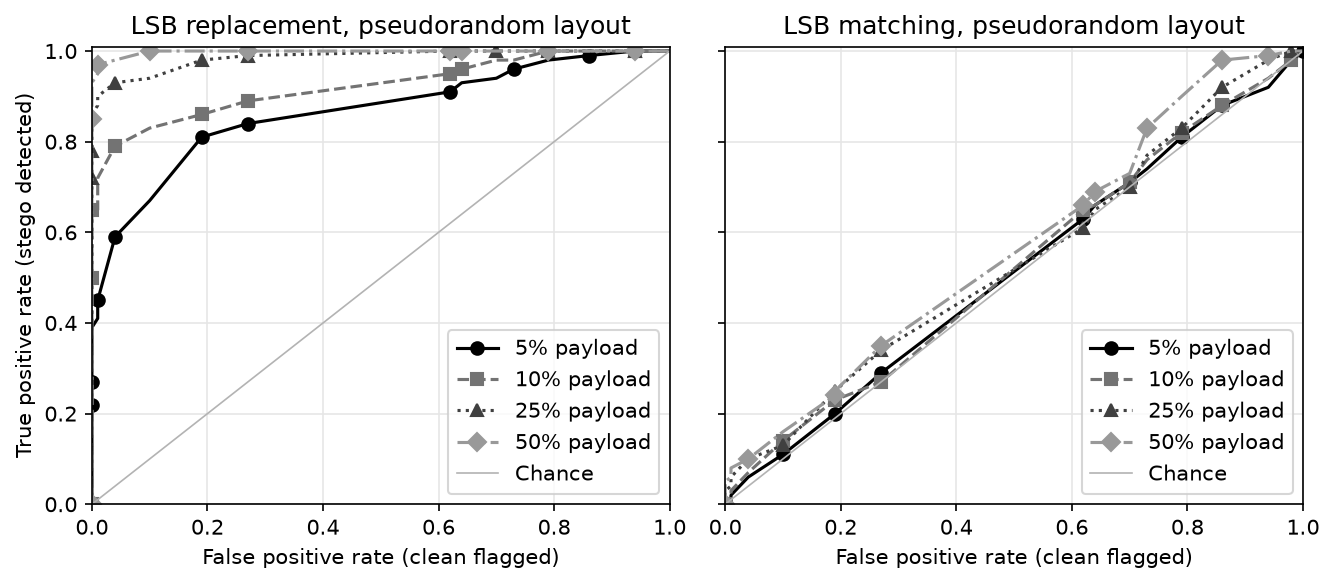 LSB replacement, pseudorandom layout
True positive rate (stego detected)
1.0
0.8
0.6
0.4
0.2
0.0
0.0 0.2 0.4 0.6 0.8 1.0
False positive rate (clean flagged)
5% payload
10% payload
25% payload
50% payload
Chance
LSB matching, pseudorandom layout
0.0 0.2 0.4 0.6 0.8 1.0
False positive rate (clean flagged)
5% payload
10% payload
25% payload
50% payload
Chance